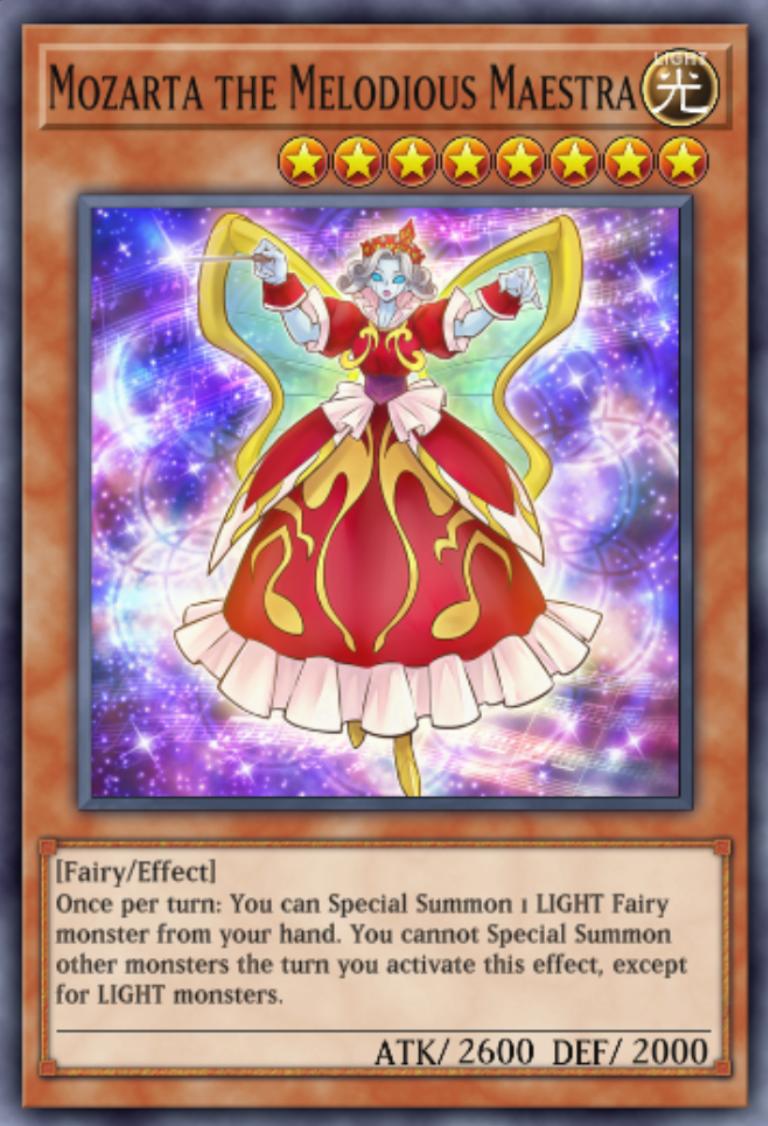 Mozarta the Melodious Maestra
LIGHT
光
[Fairy/Effect]
Once per turn: You can Special Summon 1 LIGHT Fairy
monster from your hand. You cannot Special Summon
other monsters the turn you activate this effect, except
for LIGHT monsters.
ATK/ 2600 DEF/ 2000